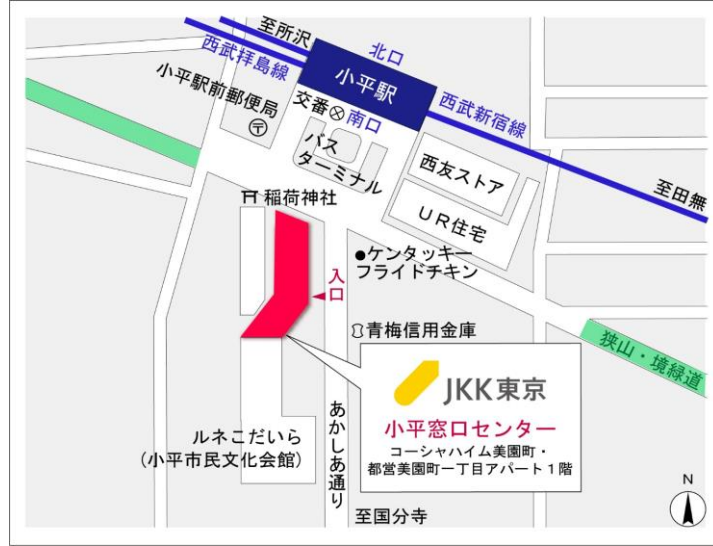 至所沢
北口
西武拝島線
小平駅
小平駅前郵便局
交番
南口
西武新宿線
バス
ターミナル
西友ストア
至田無
UR住宅
稲荷神社
ケンタッキー
フライドチキン
入口
青梅信用金庫
狭山・境緑道
JKK東京
小平窓口センター
コーシャハイム美園町・
都営美園町一丁目アパート1階
あかしあ通り
ルネこだいら
(小平市民文化会館)
至国分寺
N